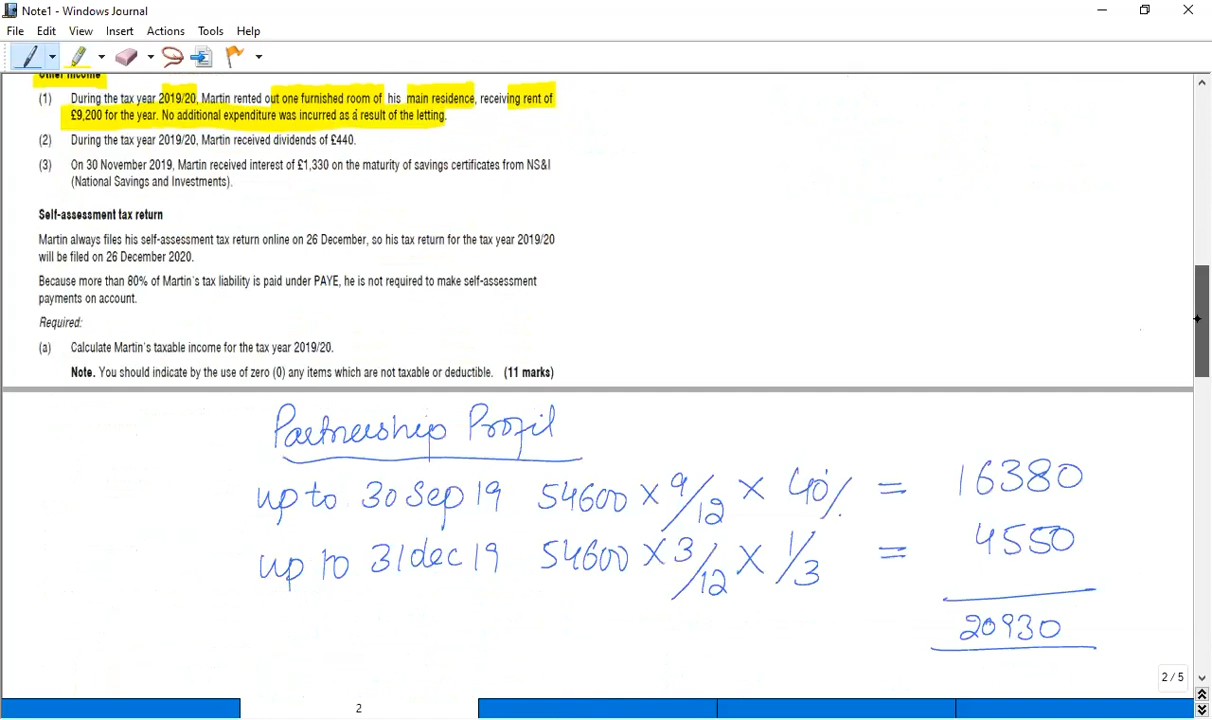 Note1 - Windows Journal
File Edit View Insert Actions Tools Help
Other income
(1) During the tax year 2019/20, Martin rented out one furnished room of his main residence, receiving rent of
£9,200 for the year. No additional expenditure was incurred as a result of the letting.
(2) During the tax year 2019/20, Martin received dividends of £440.
(3) On 30 November 2019, Martin received interest of £1,330 on the maturity of savings certificates from NS&I
(National Savings and Investments).
Self-assessment tax return
Martin always files his self-assessment tax return online on 26 December, so his tax return for the tax year 2019/20
will be filed on 26 December 2020.
Because more than 80% of Martin's tax liability is paid under PAYE, he is not required to make self-assessment
payments on account.
Required:
(a) Calculate Martin's taxable income for the tax year 2019/20.
Note. You should indicate by the use of zero (0) any items which are not taxable or deductible. (11 marks)
Partnership Profit
up to 30 Sep 19 54600 × 9/12 × 40% = 16380
up to 31 dec 19 54600 × 3/12 × 1/3 = 4550
20930
2 / 5
2